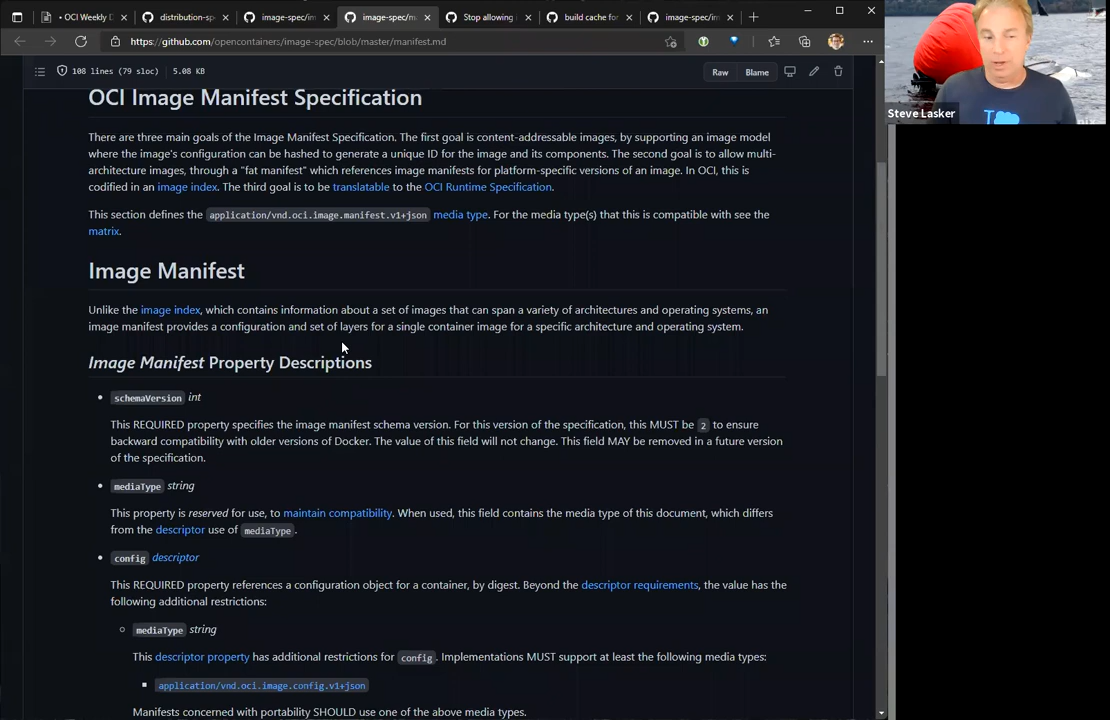 • OCI Weekly D
distribution-sp
image-spec/im
image-spec/m
Stop allowing
build cache for
image-spec/im
https://github.com/opencontainers/image-spec/blob/master/manifest.md
108 lines (79 sloc) 5.08 KB
Raw Blame
OCI Image Manifest Specification
There are three main goals of the Image Manifest Specification. The first goal is content-addressable images, by supporting an image model
where the image's configuration can be hashed to generate a unique ID for the image and its components. The second goal is to allow multi-
architecture images, through a "fat manifest" which references image manifests for platform-specific versions of an image. In OCI, this is
codified in an image index. The third goal is to be translatable to the OCI Runtime Specification.
This section defines the application/vnd.oci.image.manifest.v1+json media type. For the media type(s) that this is compatible with see the
matrix.
Image Manifest
Unlike the image index, which contains information about a set of images that can span a variety of architectures and operating systems, an
image manifest provides a configuration and set of layers for a single container image for a specific architecture and operating system.
Image Manifest Property Descriptions
• schemaVersion int
This REQUIRED property specifies the image manifest schema version. For this version of the specification, this MUST be 2 to ensure
backward compatibility with older versions of Docker. The value of this field will not change. This field MAY be removed in a future version
of the specification.
• mediaType string
This property is reserved for use, to maintain compatibility. When used, this field contains the media type of this document, which differs
from the descriptor use of mediaType.
• config descriptor
This REQUIRED property references a configuration object for a container, by digest. Beyond the descriptor requirements, the value has the
following additional restrictions:
○ mediaType string
This descriptor property has additional restrictions for config. Implementations MUST support at least the following media types:
▪ application/vnd.oci.image.config.v1+json
Manifests concerned with portability SHOULD use one of the above media types.
Steve Lasker